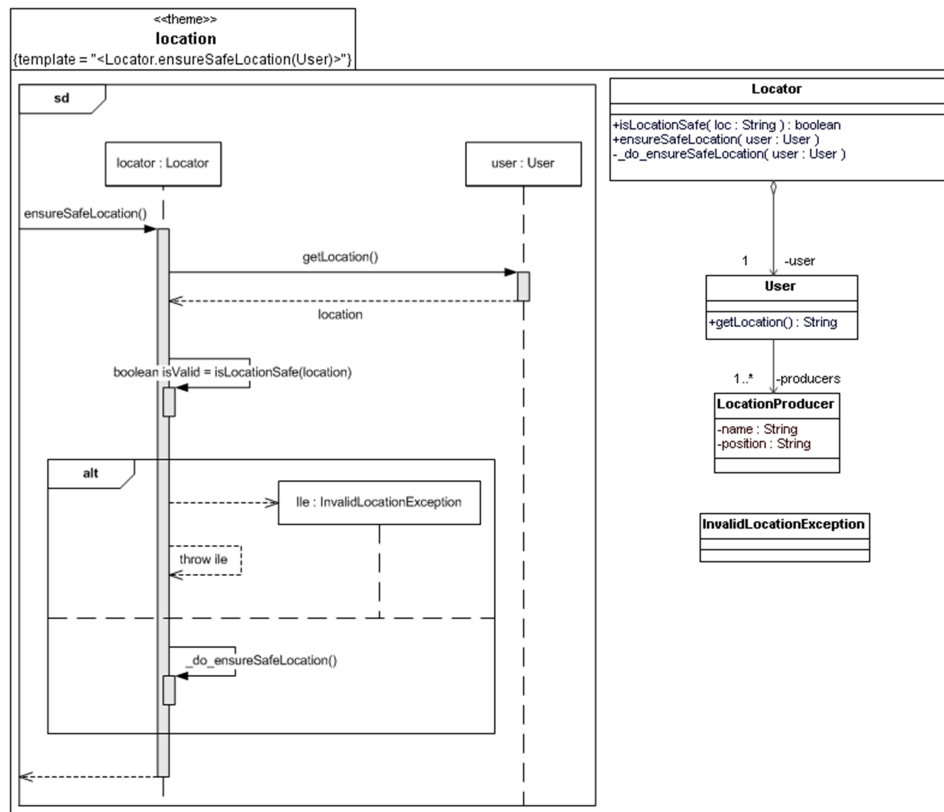 <<theme>>
location
{template = "<Locator.ensureSafeLocation(User)>"}
sd
locator : Locator
user : User
ensureSafeLocation()
getLocation()
location
boolean isValid = isLocationSafe(location)
alt
Ile : InvalidLocationException
throw ile
_do_ensureSafeLocation()
Locator
+isLocationSafe( loc : String ) : boolean
+ensureSafeLocation( user : User )
-_do_ensureSafeLocation( user : User )
1 -user
User
+getLocation() : String
1..* -producers
LocationProducer
-name : String
-position : String
InvalidLocationException